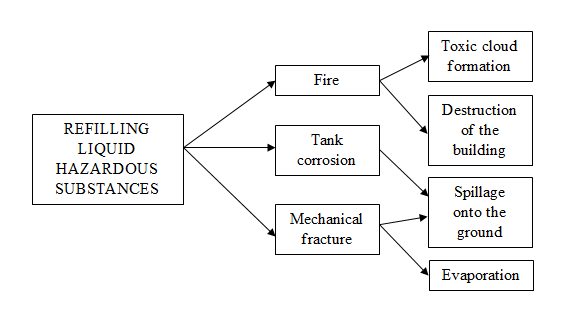 REFILLING
LIQUID
HAZARDOUS
SUBSTANCES
Fire
Tank
corrosion
Mechanical
fracture
Toxic cloud
formation
Destruction
of the
building
Spillage
onto the
ground
Evaporation